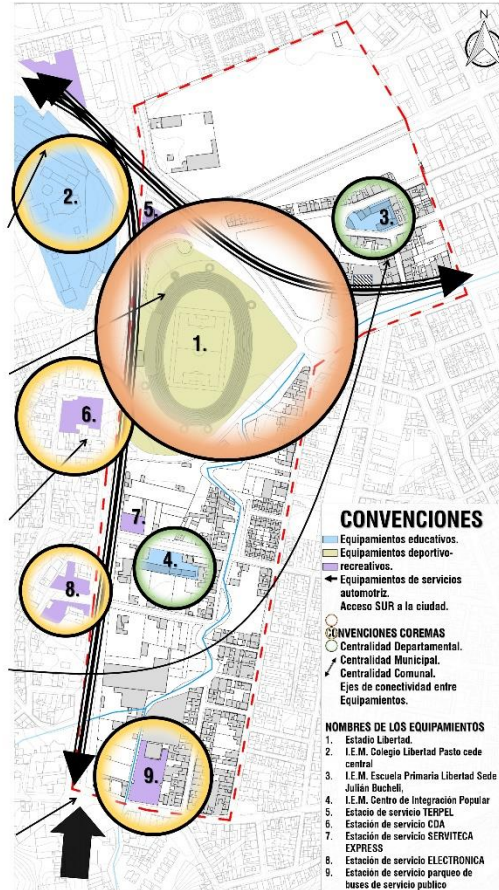 N
2.
5.
3.
1.
6.
7.
4.
8.
9.
CONVENCIONES
Equipamientos educativos.
Equipamientos deportivo-
recreativos.
Equipamientos de servicios
automotriz.
Acceso SUR a la ciudad.
CONVENCIONES COREMAS
Centralidad Departamental.
Centralidad Municipal.
Centralidad Comunal.
Ejes de conectividad entre
Equipamientos.
NOMBRES DE LOS EQUIPAMIENTOS
1. Estadio Libertad.
2. I.E.M. Colegio Libertad Pasto cede
central
3. I.E.M. Escuela Primaria Libertad Sede
Julián Bucheli,
4. I.E.M. Centro de Integración Popular
5. Estacio de servicio TERPEL
6. Estación de servicio CDA
7. Estación de servicio SERVITECA
EXPRESS
8. Estación de servicio ELECTRONICA
9. Estación de servicio parqueo de
buses de servicio publico